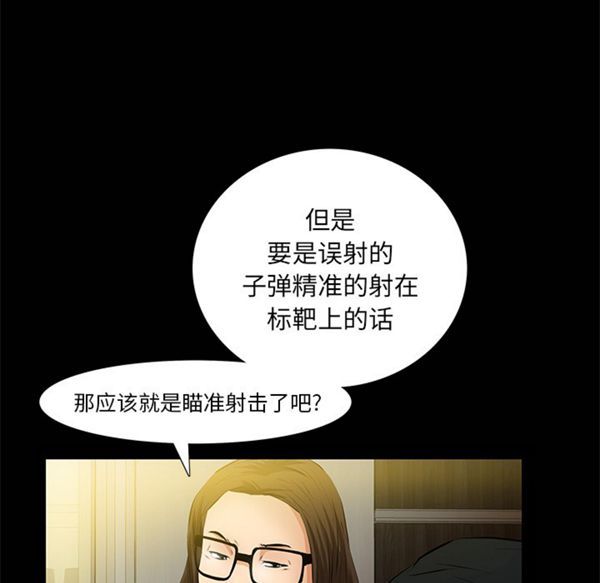 但是
要是误射的
子弹精准的射在
标靶上的话
那应该就是瞄准射击了吧?